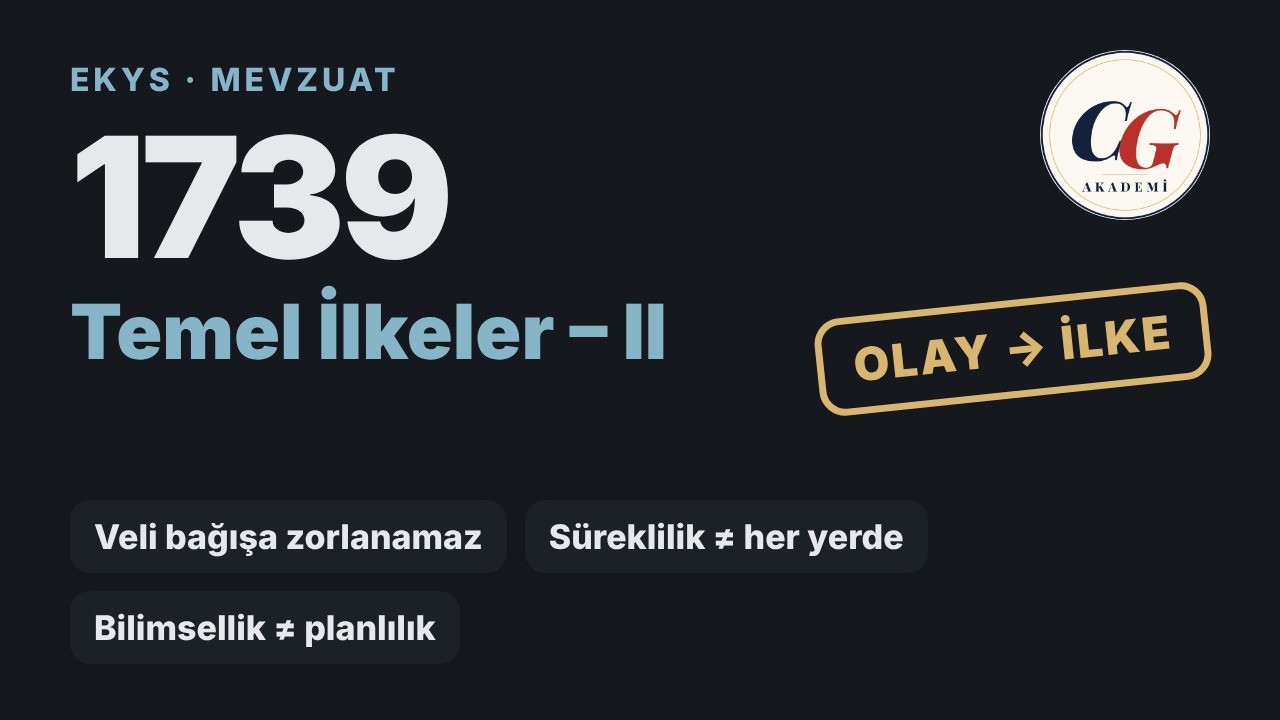 EKYS · MEVZUAT
1739
Temel İlkeler – II
CG
AKADEMİ
OLAY → İLKE
Veli bağışa zorlanamaz
Süreklilik ≠ her yerde
Bilimsellik ≠ planlılık